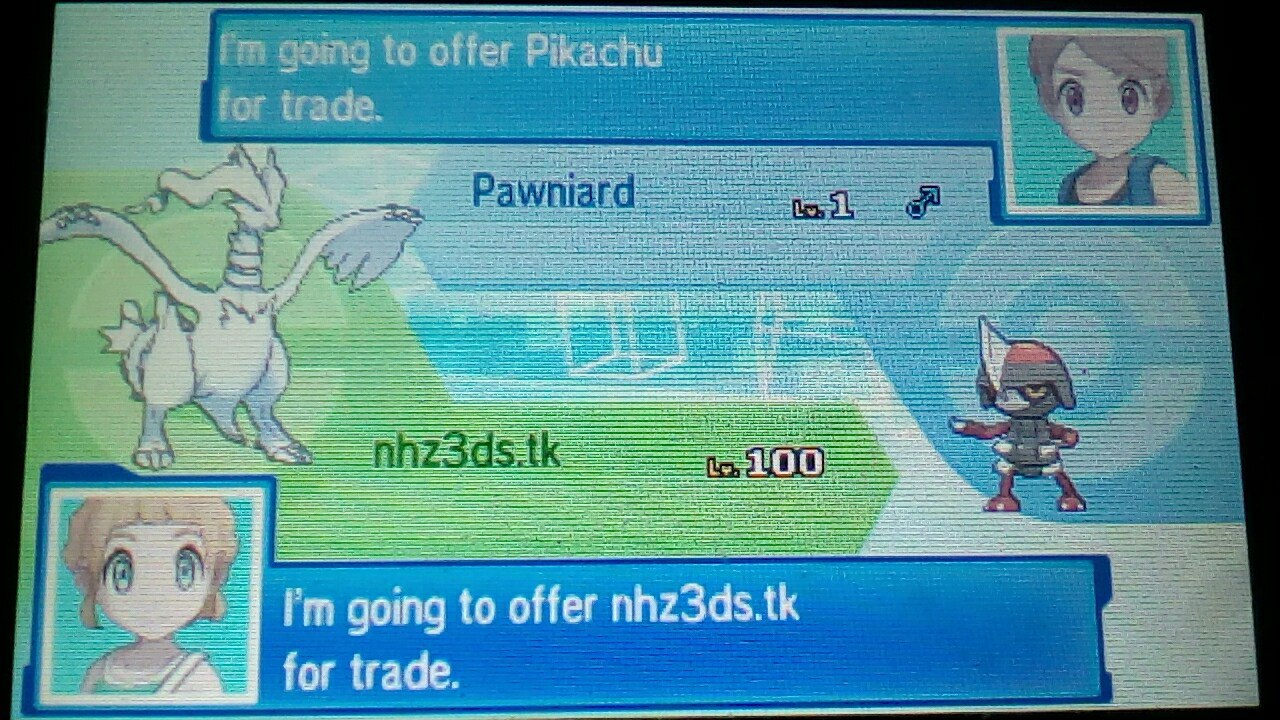 I'm going to offer Pikachu
for trade.
Pawniard Lv. 1 ♂
nhz3ds.tk Lv. 100
I'm going to offer nhz3ds.tk
for trade.